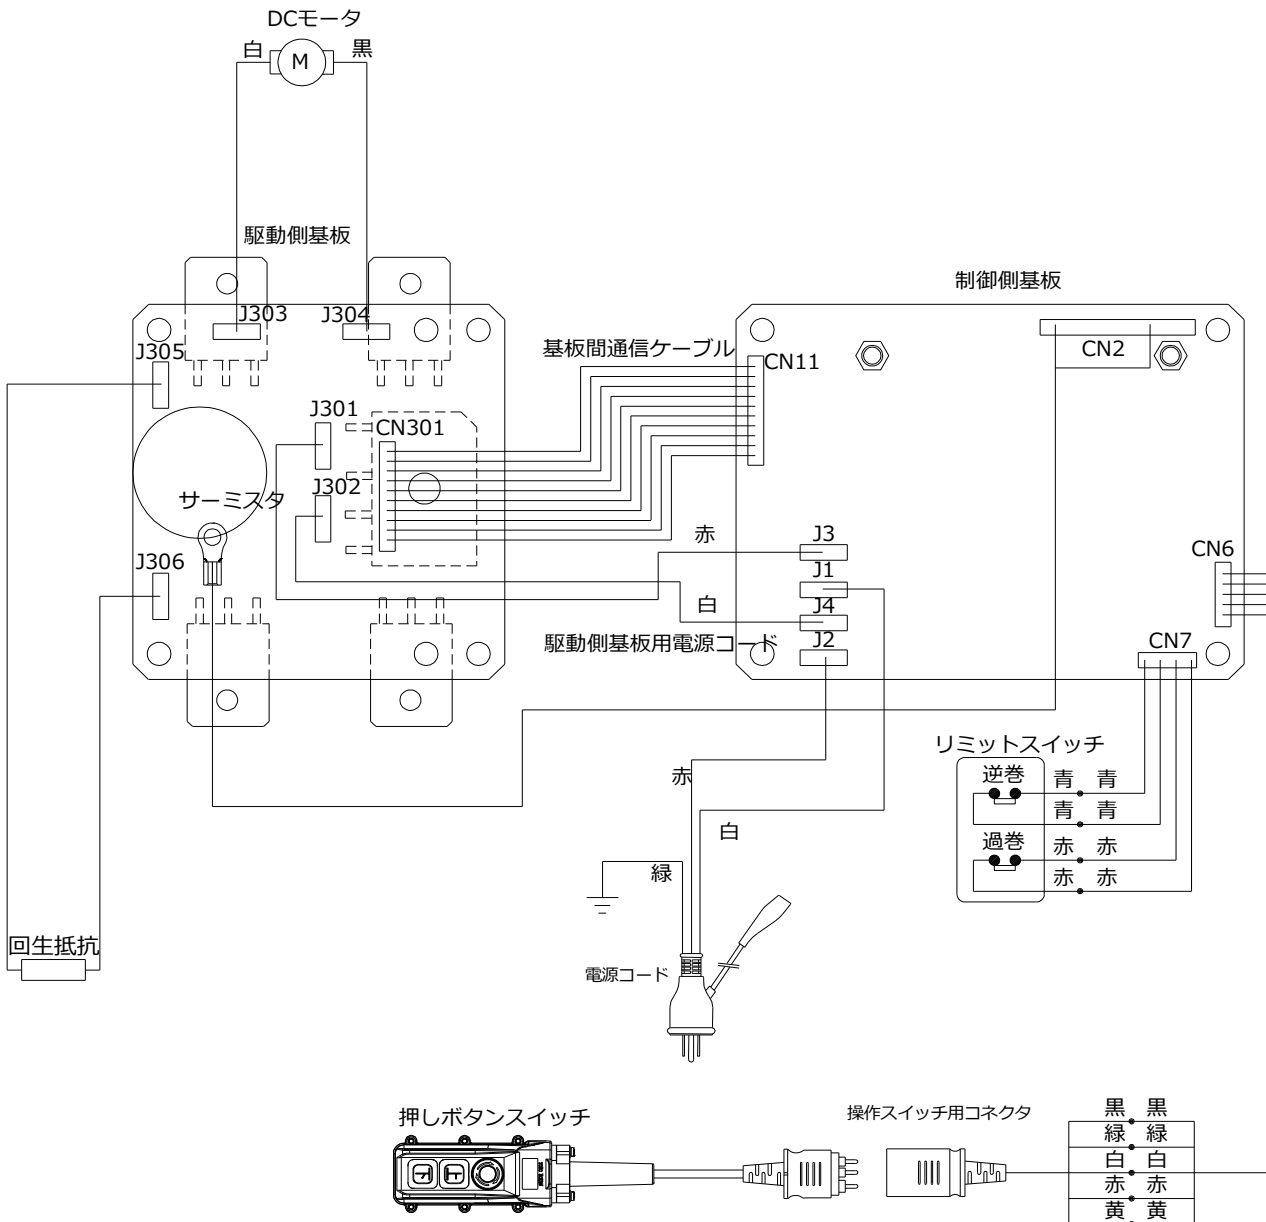 DCモータ
白
M
黒
駆動側基板
制御側基板
J303
J304
J305
基板間通信ケーブル
CN11
CN2
J301
CN301
J302
サーミスタ
J306
赤
J3
J1
白
J4
駆動側基板用電源コード
J2
CN6
CN7
リミットスイッチ
逆巻
青 青
青 青
過巻
赤 赤
赤 赤
赤
白
緑
回生抵抗
電源コード
押しボタンスイッチ
操作スイッチ用コネクタ
黒 黒
緑 緑
白 白
赤 赤
黄 黄